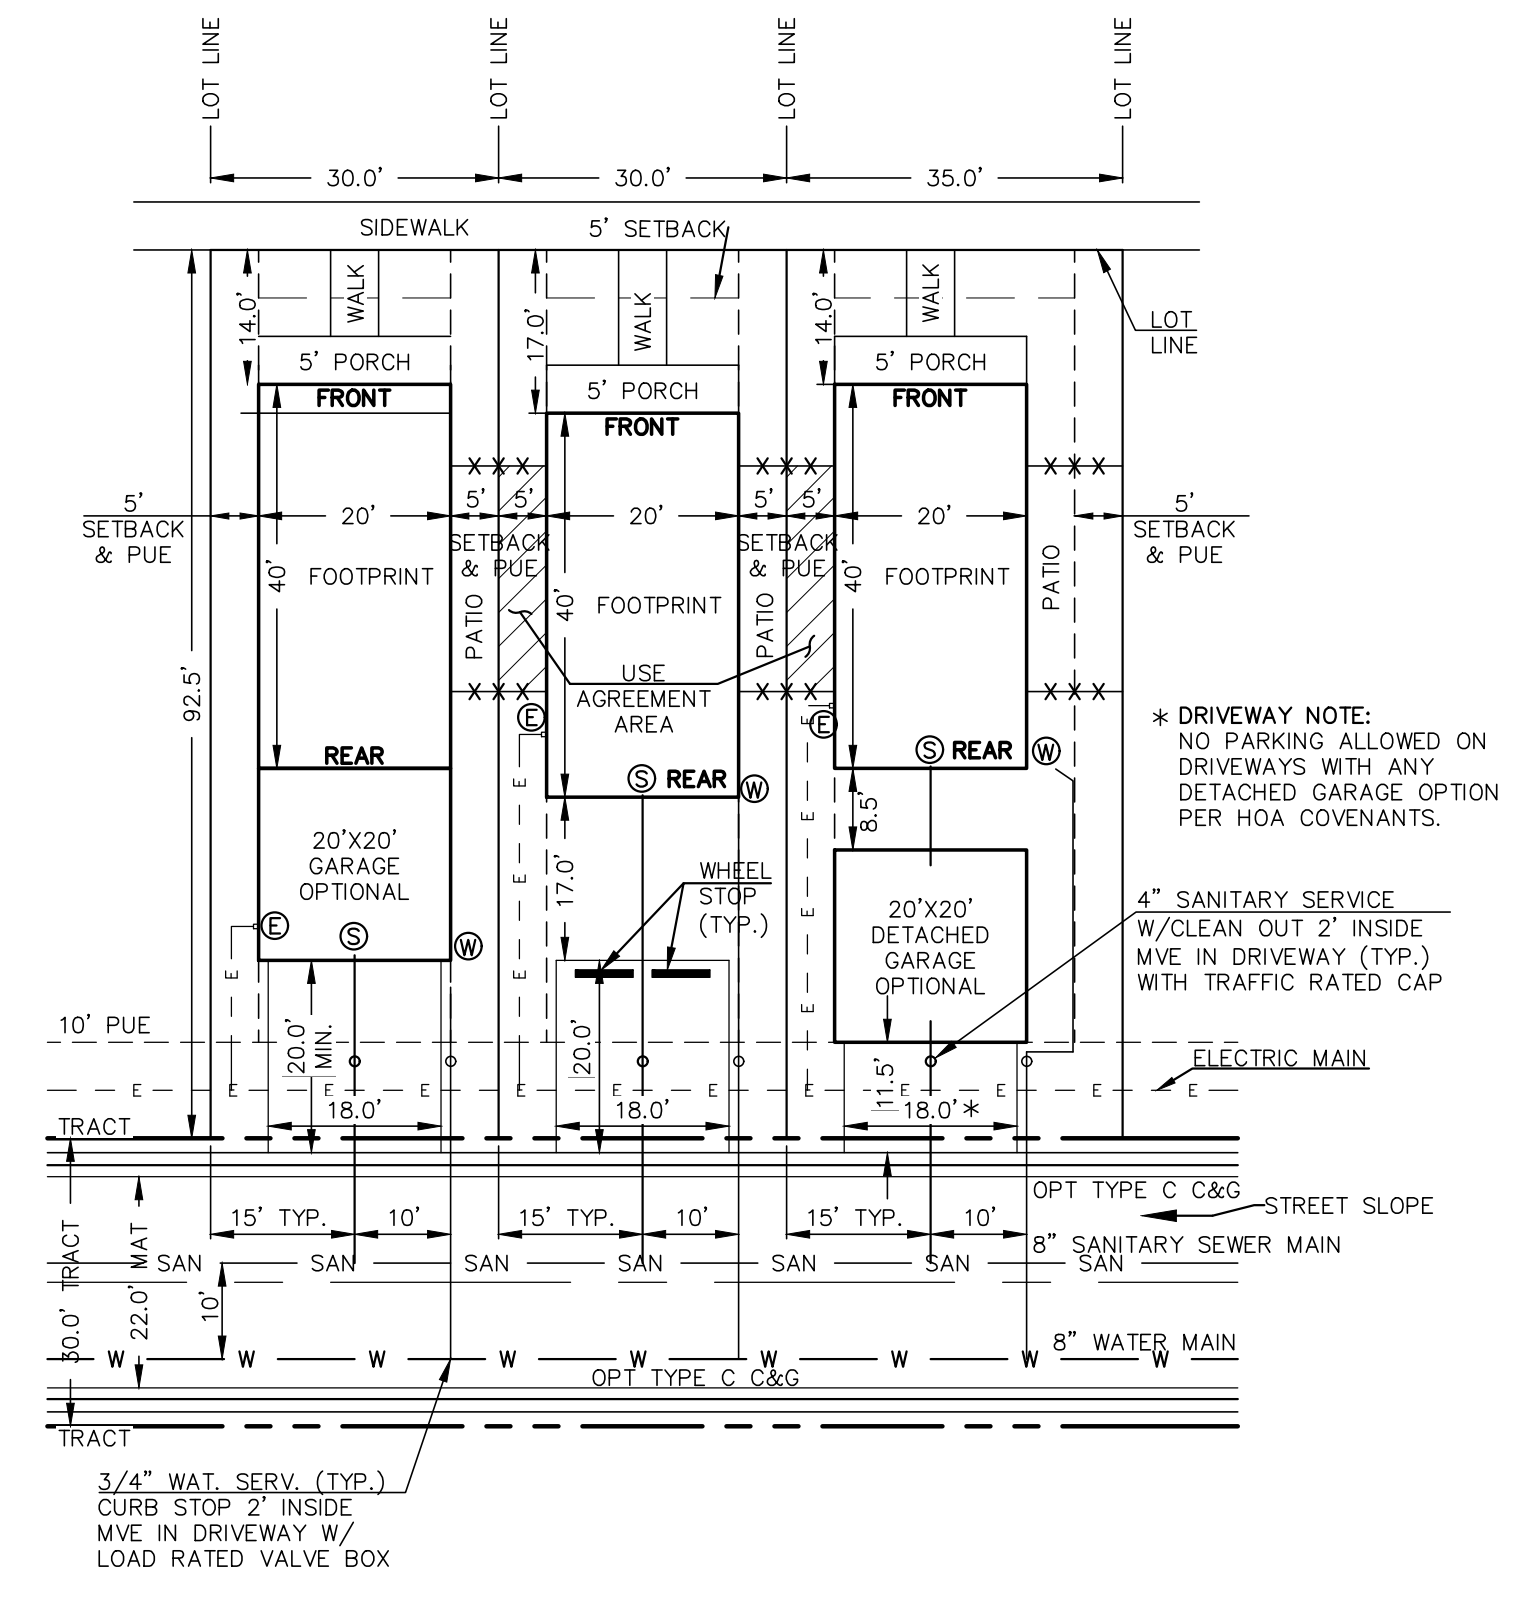 LOT LINE
LOT LINE
LOT LINE
LOT LINE
30.0'
30.0'
35.0'
SIDEWALK
5' SETBACK
WALK
WALK
WALK
14.0'
17.0'
14.0'
LOT
LINE
5' PORCH
5' PORCH
5' PORCH
FRONT
FRONT
FRONT
X X X
X X X
X X X
5'
SETBACK
& PUE
20'
5'
5'
20'
5'
5'
20'
5'
SETBACK
& PUE
SETBACK
& PUE
SETBACK
& PUE
40'
FOOTPRINT
40'
FOOTPRINT
40'
FOOTPRINT
PATIO
PATIO
PATIO
92.5'
USE
AGREEMENT
AREA
X X X
X X X
X X X
E
E
* DRIVEWAY NOTE:
NO PARKING ALLOWED ON
DRIVEWAYS WITH ANY
DETACHED GARAGE OPTION
PER HOA COVENANTS.
REAR
S REAR
W
S REAR
W
E
E
E
E
E
E
E
E
E
20'X20'
GARAGE
OPTIONAL
17.0'
WHEEL
STOP
(TYP.)
8.5'
20'X20'
DETACHED
GARAGE
OPTIONAL
4" SANITARY SERVICE
W/CLEAN OUT 2' INSIDE
MVE IN DRIVEWAY (TYP.)
WITH TRAFFIC RATED CAP
E
S
W
E
10' PUE
20.0'
MIN.
20.0'
11.5'
ELECTRIC MAIN
E E E E E E E E E E E E
18.0'
18.0'
18.0'*
TRACT
OPT TYPE C C&G
STREET SLOPE
15' TYP.
10'
15' TYP.
10'
15' TYP.
10'
8" SANITARY SEWER MAIN
SAN SAN SAN SAN SAN SAN SAN
30.0' TRACT
22.0' MAT
10'
8" WATER MAIN
W W W W W W W W W
OPT TYPE C C&G
TRACT
3/4" WAT. SERV. (TYP.)
CURB STOP 2' INSIDE
MVE IN DRIVEWAY W/
LOAD RATED VALVE BOX